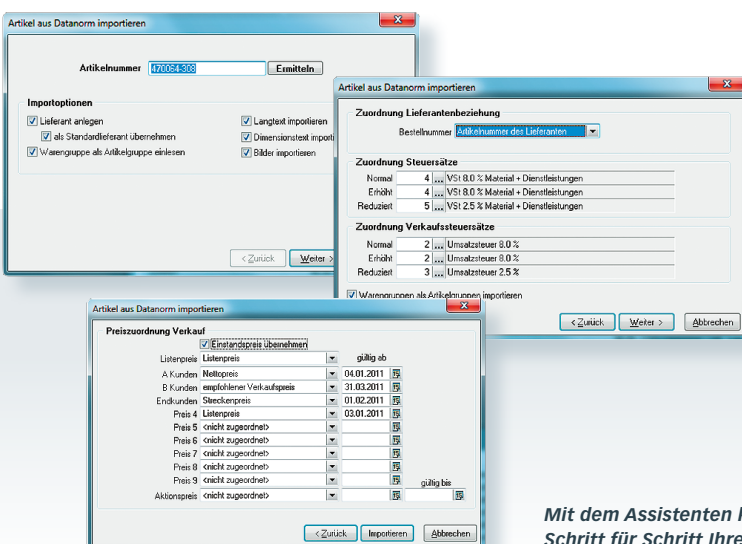 Artikel aus Datanorm importieren
Artikelnummer 470064-308 Ermitteln
Importoptionen
Lieferant anlegen
als Standardlieferant übernehmen
Warengruppe als Artikelgruppe einlesen
Langtext importieren
Dimensionstext importi
Bilder importieren
< Zurück Weiter >
Artikel aus Datanorm importieren
Zuordnung Lieferantenbeziehung
Bestellnummer Artikelnummer des Lieferanten
Zuordnung Steuersätze
Normal 4 ... VSt 8.0 % Material + Dienstleistungen
Erhöht 4 ... VSt 8.0 % Material + Dienstleistungen
Reduziert 5 ... VSt 2.5 % Material + Dienstleistungen
Zuordnung Verkaufssteuersätze
Normal 2 ... Umsatzsteuer 8.0 %
Erhöht 2 ... Umsatzsteuer 8.0 %
Reduziert 3 ... Umsatzsteuer 2.5 %
Warengruppen als Artikelgruppen importieren
< Zurück Weiter > Abbrechen
Artikel aus Datanorm importieren
Preiszuordnung Verkauf
Einstandspreis übernehmen
Listenpreis Listenpreis gültig ab
A Kunden Nettopreis 04.01.2011
B Kunden empfohlener Verkaufspreis 31.03.2011
Endkunden Streckenpreis 01.02.2011
Preis 4 Listenpreis 03.01.2011
Preis 5 <nicht zugeordnet>
Preis 6 <nicht zugeordnet>
Preis 7 <nicht zugeordnet>
Preis 8 <nicht zugeordnet>
Preis 9 <nicht zugeordnet> gültig bis
Aktionspreis <nicht zugeordnet>
< Zurück Importieren Abbrechen
Mit dem Assistenten
Schritt für Schritt Ihre